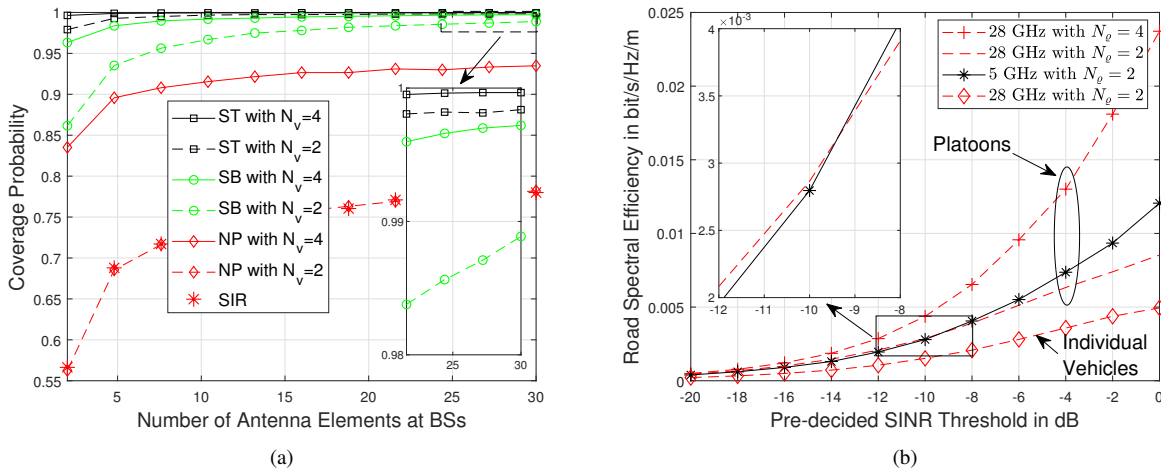 1
0.95
0.9
0.85
0.8
0.75
0.7
0.65
0.6
0.55
Coverage Probability
5
10
15
20
25
30
Number of Antenna Elements at BSs
ST with N_v=4
ST with N_v=2
SB with N_v=4
SB with N_v=2
NP with N_v=4
NP with N_v=2
SIR
1
0.99
0.98
25
30
(a)
0.025
0.02
0.015
0.01
0.005
0
Road Spectral Efficiency in bit/s/Hz/m
-20
-18
-16
-14
-12
-10
-8
-6
-4
-2
0
Pre-decided SINR Threshold in dB
4
×10^-3
3.5
3
2.5
2
-12
-11
-10
-9
-8
28 GHz with N_ϱ = 4
28 GHz with N_ϱ = 2
5 GHz with N_ϱ = 2
28 GHz with N_ϱ = 2
Platoons
Individual
Vehicles
(b)